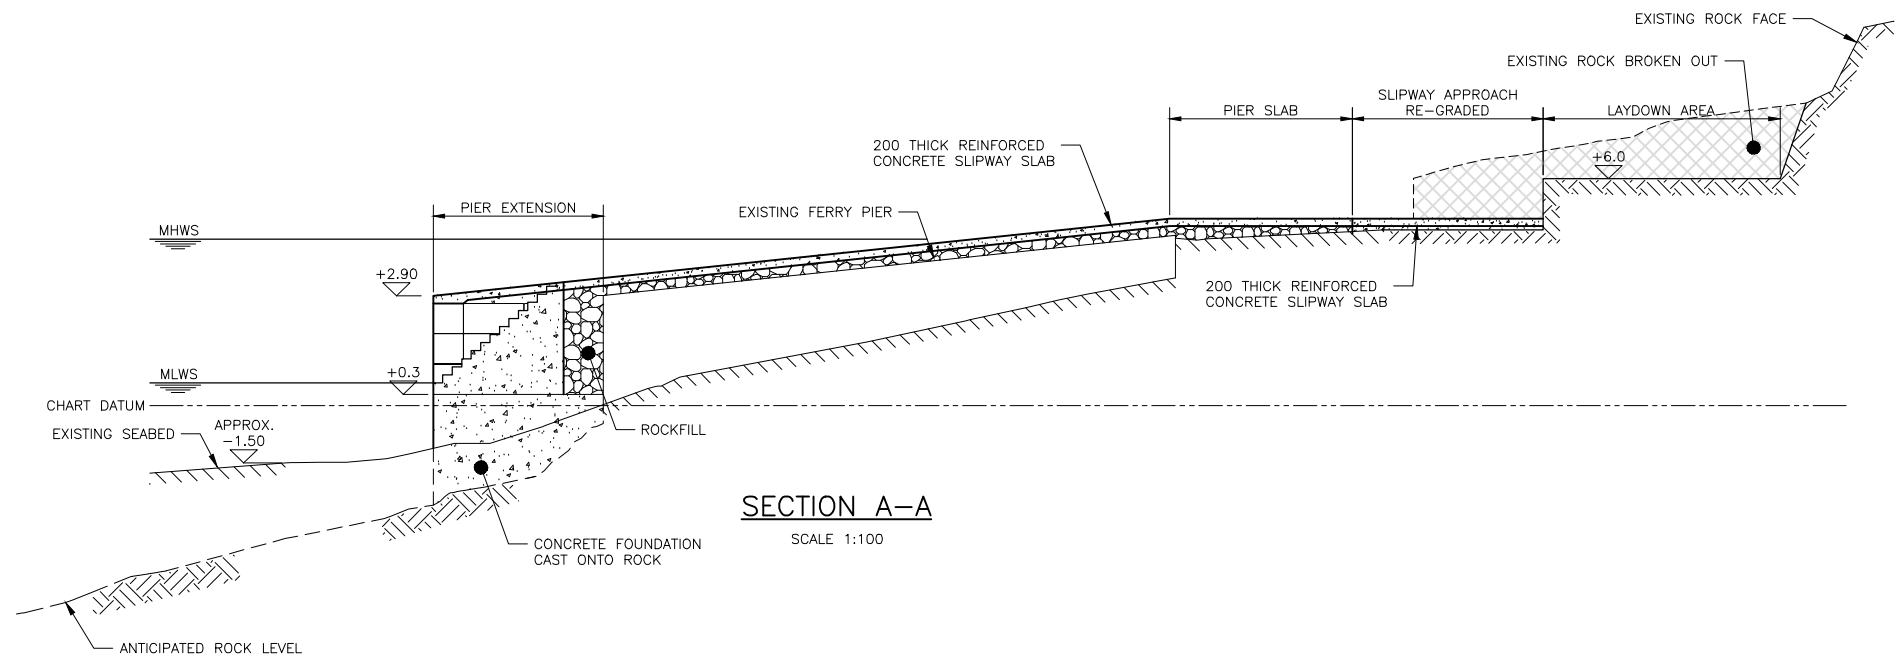 EXISTING ROCK FACE
EXISTING ROCK BROKEN OUT
SLIPWAY APPROACH
RE-GRADED
PIER SLAB
LAYDOWN AREA
200 THICK REINFORCED
CONCRETE SLIPWAY SLAB
+6.0
PIER EXTENSION
EXISTING FERRY PIER
MHWS
+2.90
200 THICK REINFORCED
CONCRETE SLIPWAY SLAB
MLWS
+0.3
CHART DATUM
EXISTING SEABED
APPROX.
-1.50
ROCKFILL
SECTION A-A
SCALE 1:100
CONCRETE FOUNDATION
CAST ONTO ROCK
ANTICIPATED ROCK LEVEL